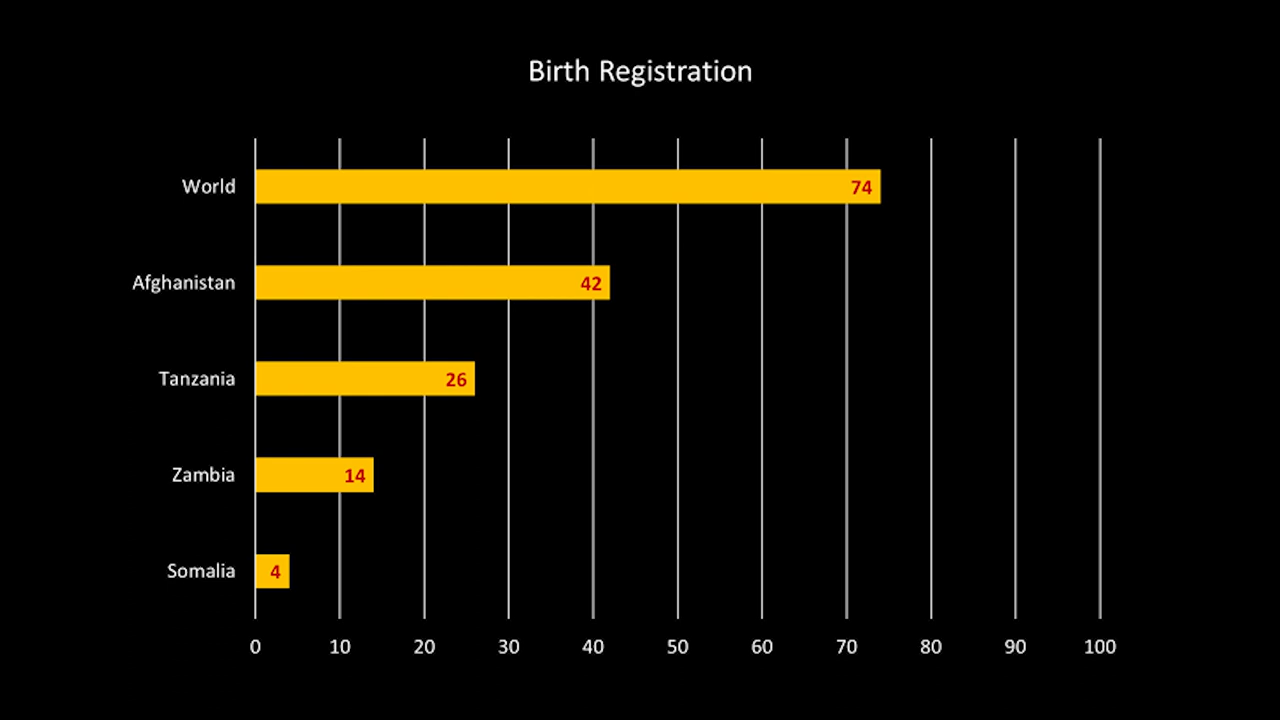 Birth Registration
World 74
Afghanistan 42
Tanzania 26
Zambia 14
Somalia 4
0 10 20 30 40 50 60 70 80 90 100